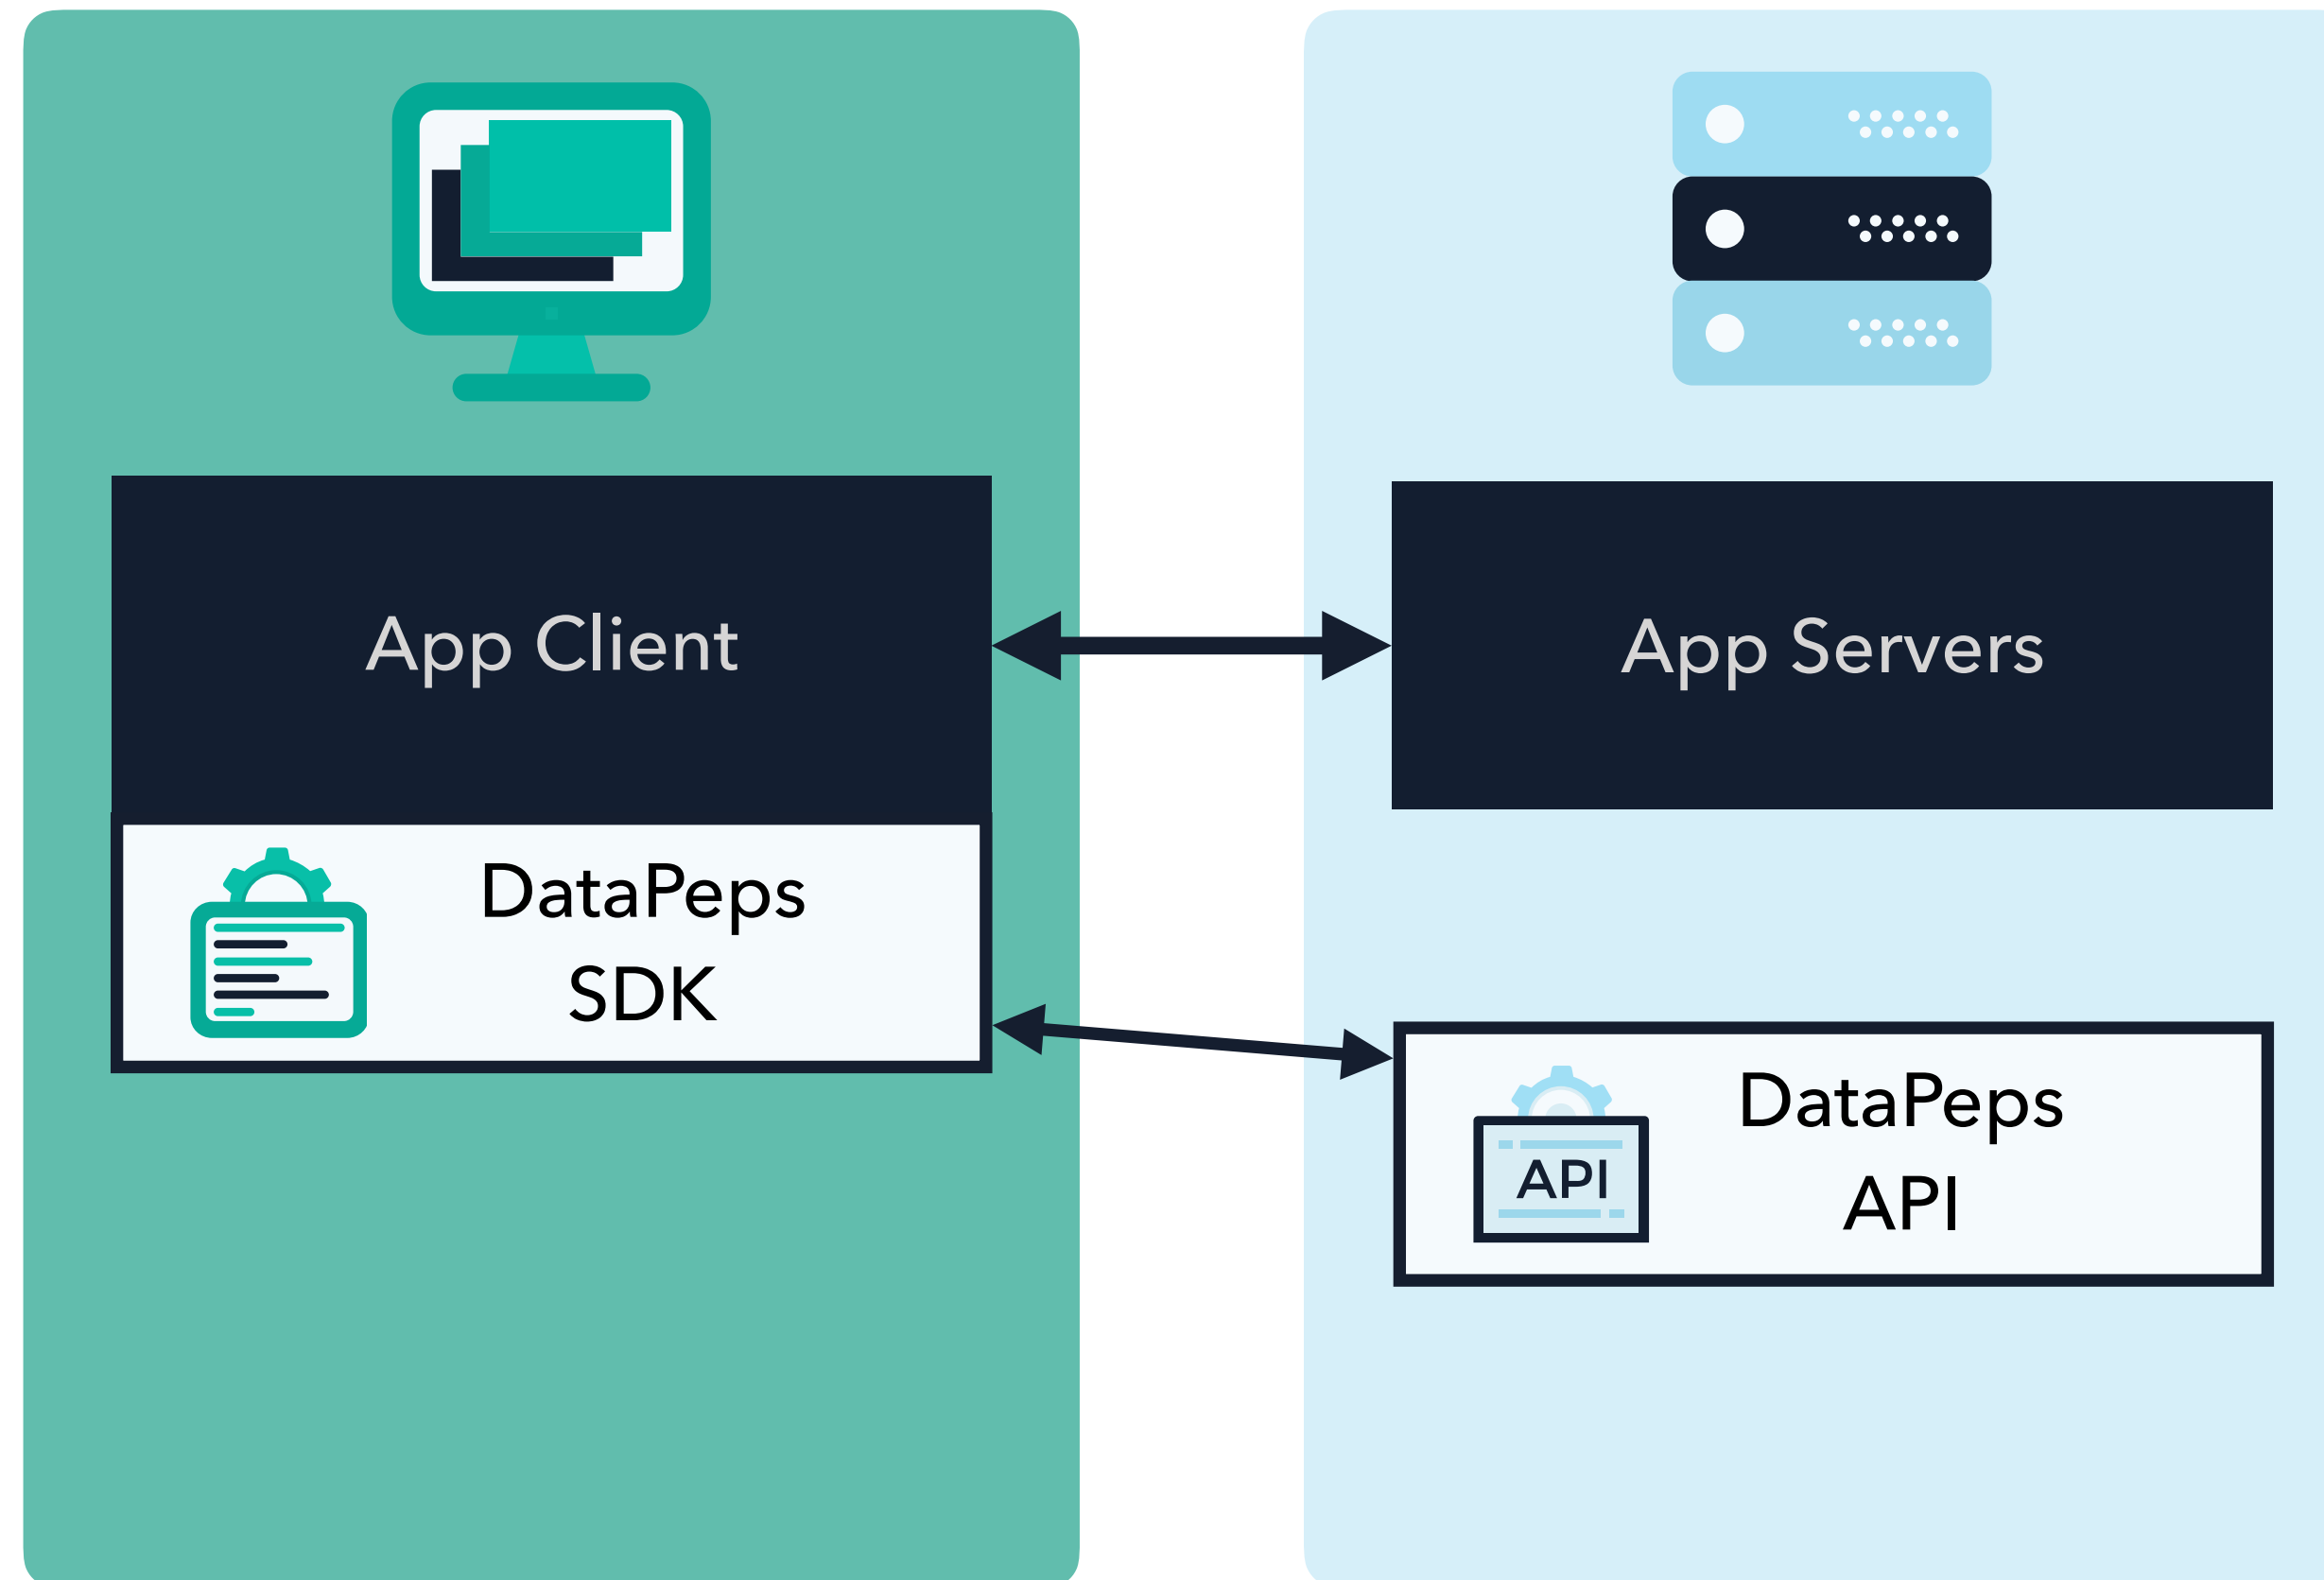 App Client
App Servers
DataPeps
SDK
DataPeps
API
API